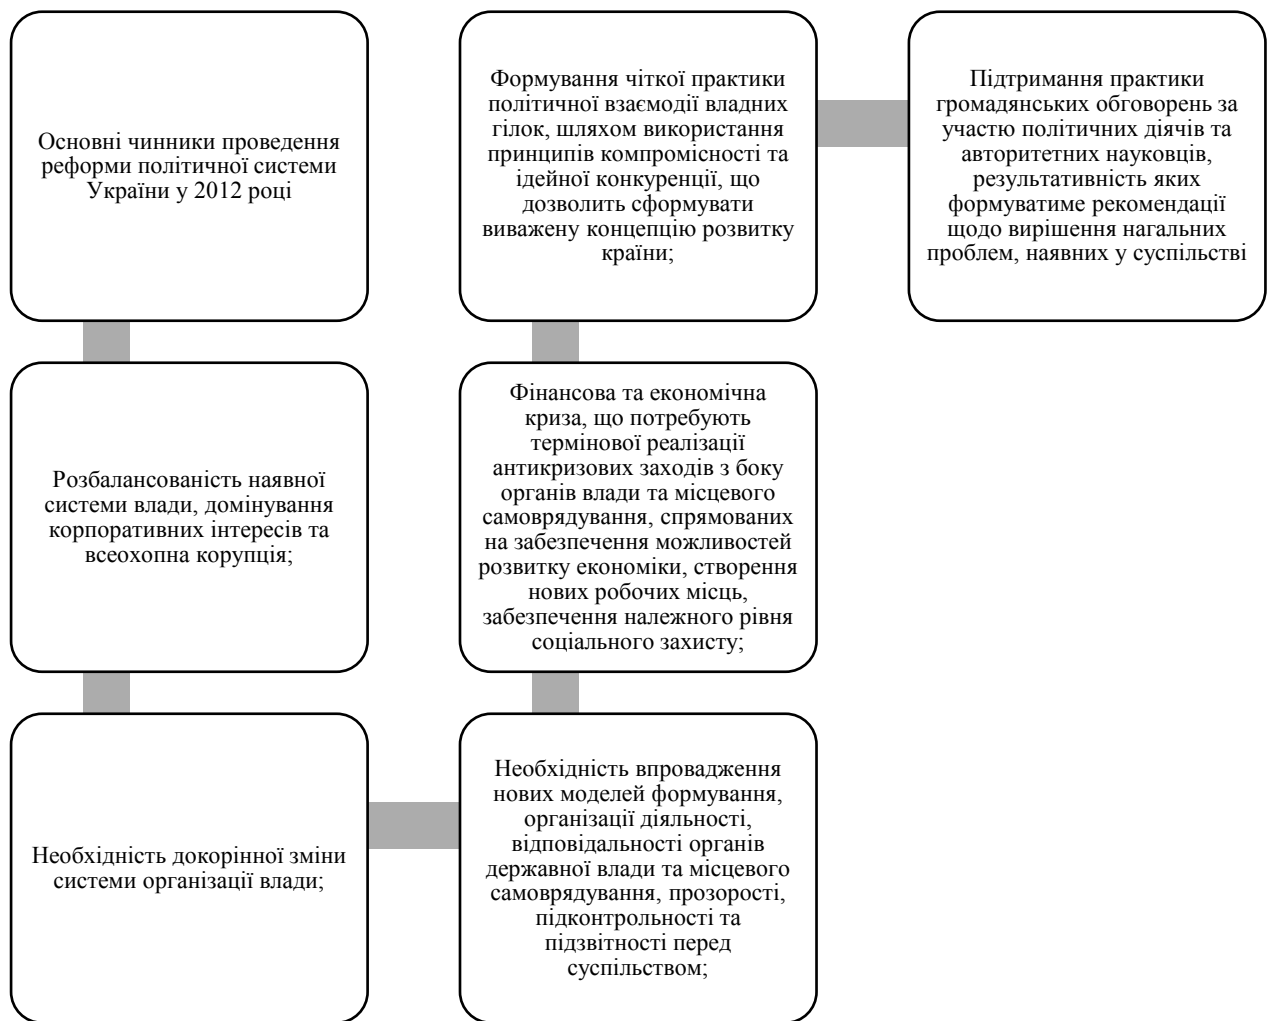 Основні чинники проведення
реформи політичної системи
України у 2012 році
Розбалансованість наявної
системи влади, домінування
корпоративних інтересів та
всеохопна корупція;
Необхідність докорінної зміни
системи організації влади;
Необхідність впровадження
нових моделей формування,
організації діяльності,
відповідальності органів
державної влади та місцевого
самоврядування, прозорості,
підконтрольності та
підзвітності перед
суспільством;
Фінансова та економічна
криза, що потребують
термінової реалізації
антикризових заходів з боку
органів влади та місцевого
самоврядування, спрямованих
на забезпечення можливостей
розвитку економіки, створення
нових робочих місць,
забезпечення належного рівня
соціального захисту;
Формування чіткої практики
політичної взаємодії владних
гілок, шляхом використання
принципів компромісності та
ідейної конкуренції, що
дозволить сформувати
виважену концепцію розвитку
країни;
Підтримання практики
громадянських обговорень за
участю політичних діячів та
авторитетних науковців,
результативність яких
формуватиме рекомендації
щодо вирішення нагальних
проблем, наявних у суспільстві